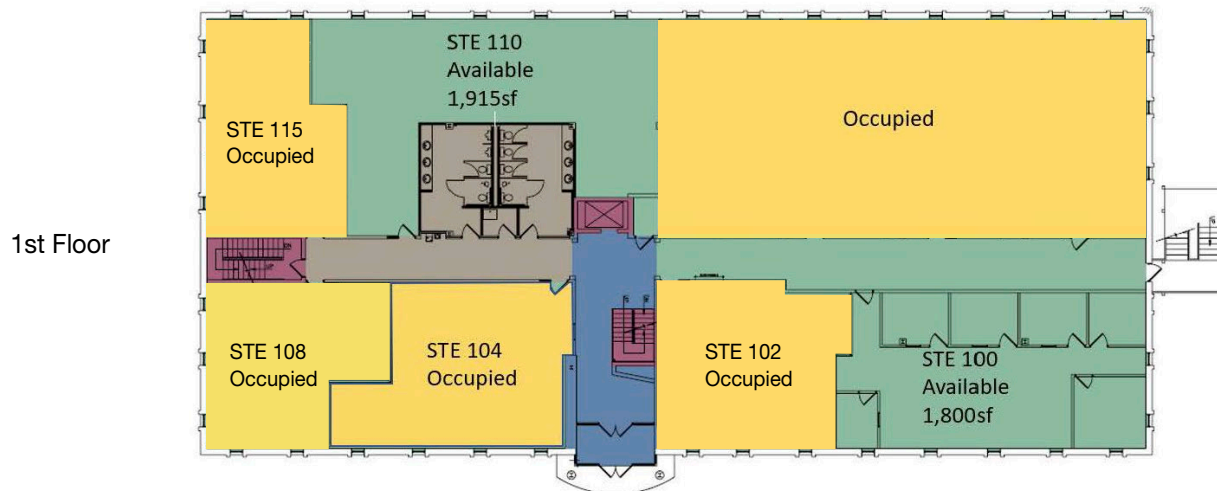 STE 110
Available
1,915sf
Occupied
STE 115
Occupied
1st Floor
STE 108
Occupied
STE 104
Occupied
STE 102
Occupied
STE 100
Available
1,800sf